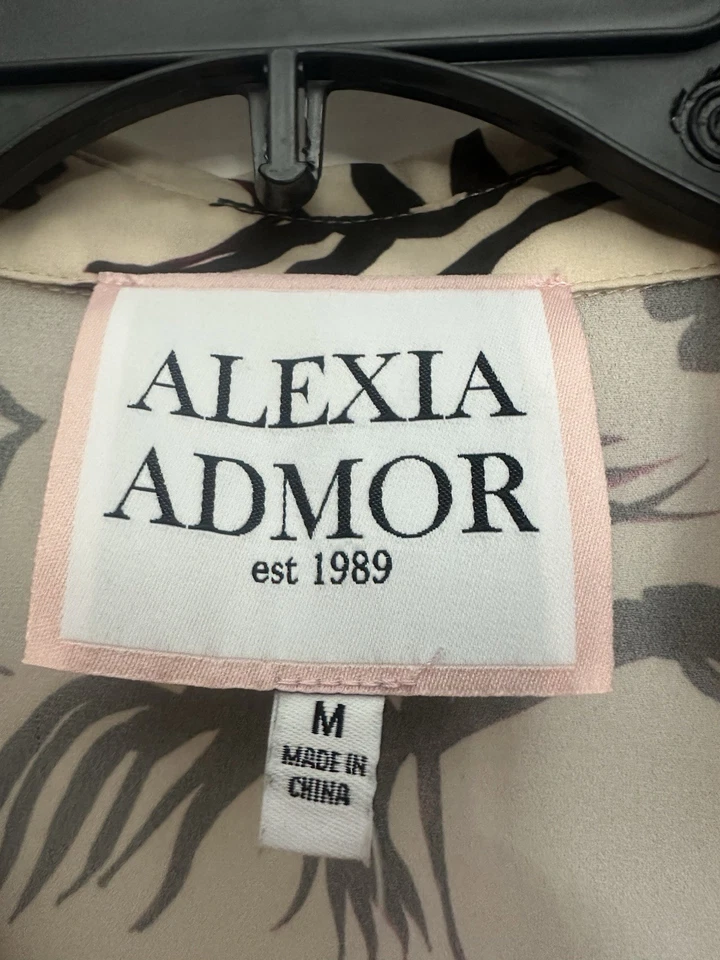 ALEXIA
ADMOR
est 1989
M
MADE IN
CHINA